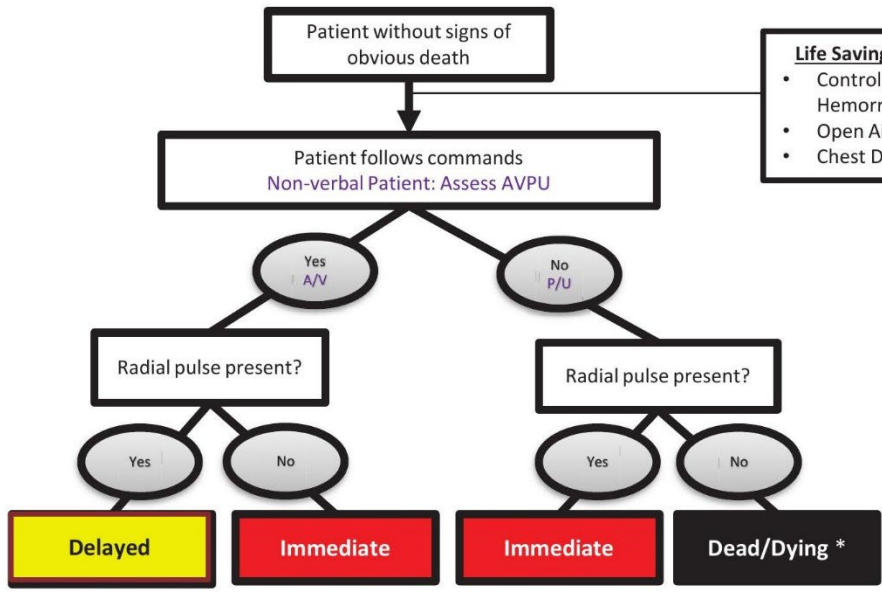 Patient without signs of
obvious death
Life Saving
• Control
Hemorr
• Open Ai
• Chest D
Patient follows commands
Non-verbal Patient: Assess AVPU
Yes
A/V
No
P/U
Radial pulse present?
Radial pulse present?
Yes
No
Yes
No
Delayed
Immediate
Immediate
Dead/Dying *